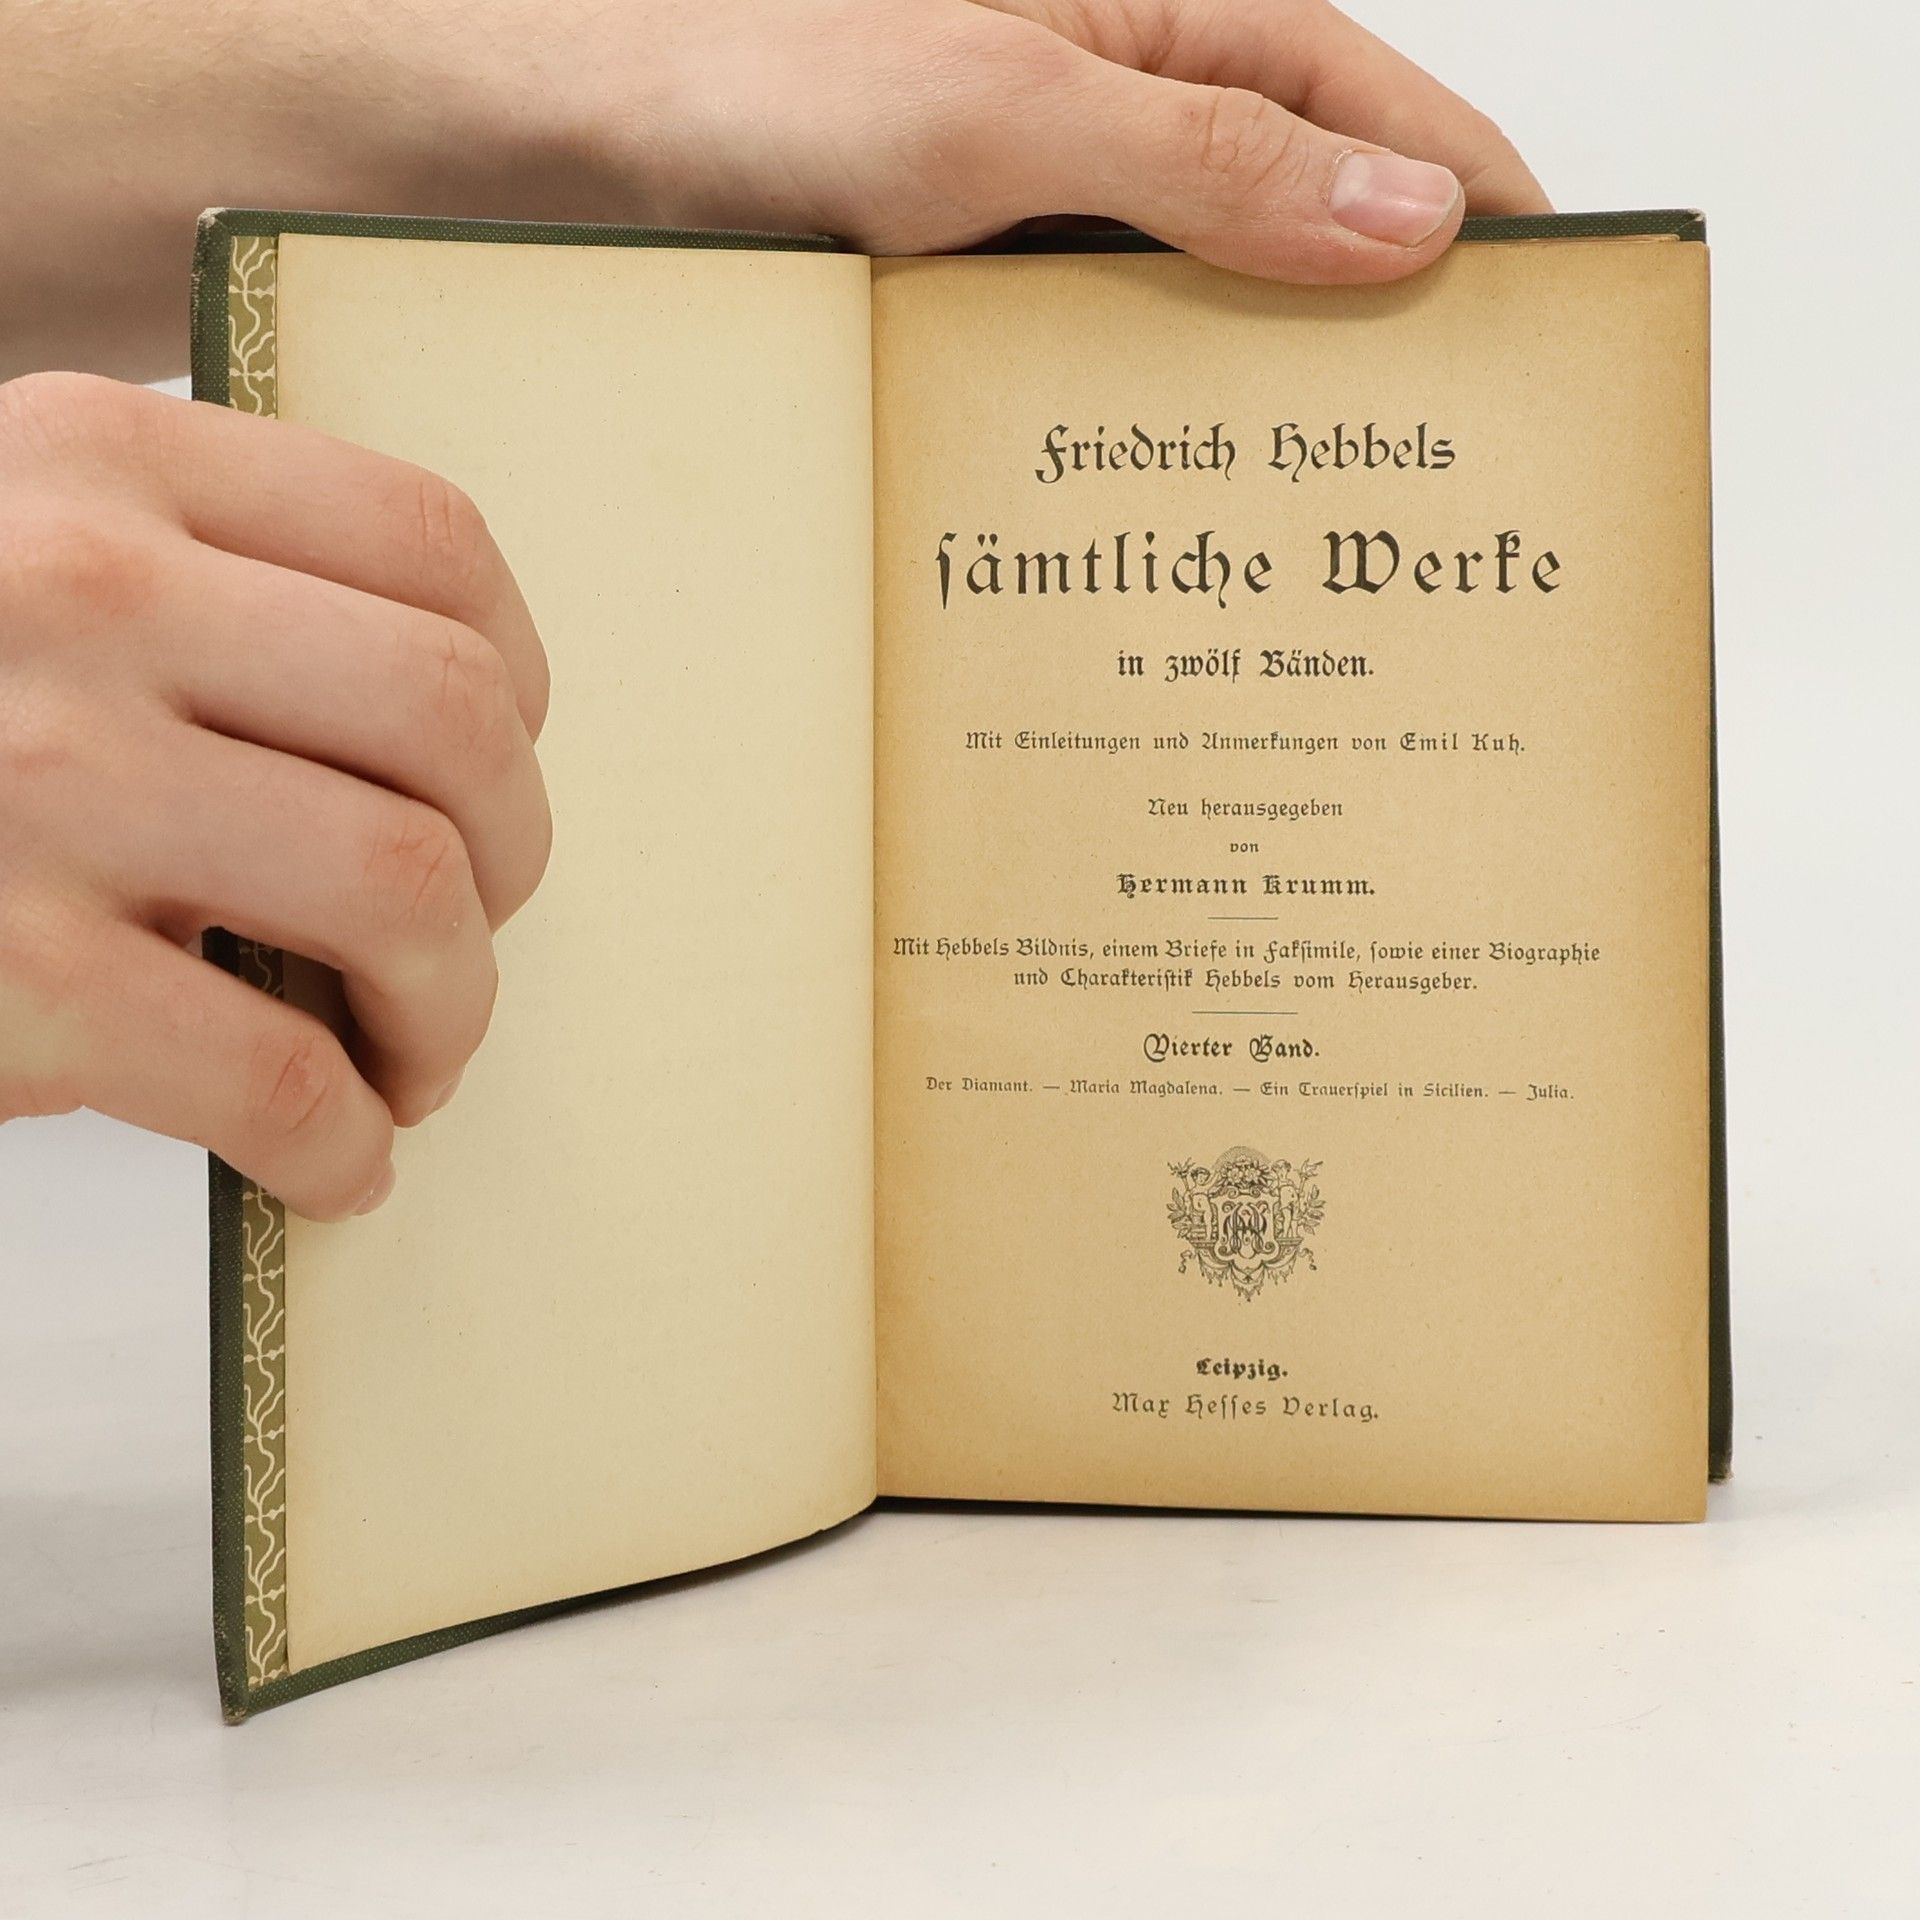 Friedrich Hebbels
ſämtliche Werke
in zwölf Bänden.
Mit Einleitungen und Anmerkungen von Emil Kuh.
Neu herausgegeben
von
Hermann Krumm.
Mit Hebbels Bildnis, einem Briefe in Fakſimile, ſowie einer Biographie
und Charakteriſtik Hebbels vom Herausgeber.
Vierter Band.
Der Diamant. — Maria Magdalena. — Ein Trauerſpiel in Sicilien. — Julia.
Leipzig.
Max Heſſes Verlag.